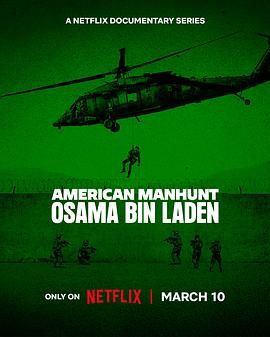 A NETFLIX DOCUMENTARY SERIES
AMERICAN MANHUNT
OSAMA BIN LADEN
ONLY ON NETFLIX | MARCH 10